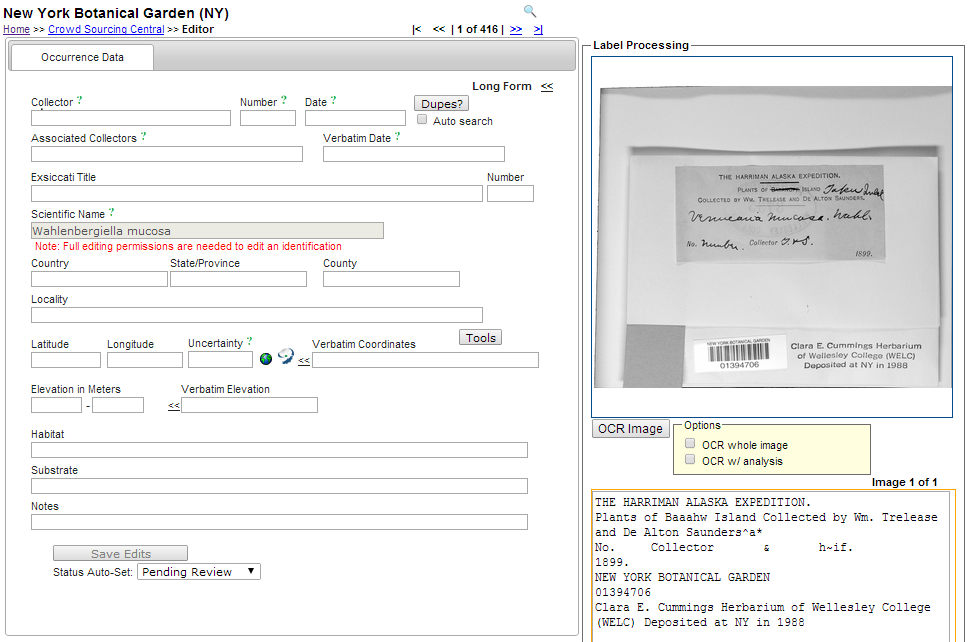 New York Botanical Garden (NY)
Home >> Crowd Sourcing Central >> Editor
|< << | 1 of 416 | >> >|
Occurrence Data
Long Form <<
Collector ?
Number ?
Date ?
Dupes?
Auto search
Associated Collectors ?
Verbatim Date ?
Exsiccati Title
Number
Scientific Name ?
Wahlenbergiella mucosa
Note: Full editing permissions are needed to edit an identification
Country
State/Province
County
Locality
Latitude
Longitude
Uncertainty ?
<<
Verbatim Coordinates
Tools
Elevation in Meters
-
<<
Verbatim Elevation
Habitat
Substrate
Notes
Save Edits
Status Auto-Set: Pending Review
Label Processing
THE HARRIMAN ALASKA EXPEDITION.
PLANTS OF ISLAND
COLLECTED BY WM. TRELEASE AND DE ALTON SAUNDERS.
Verrucaria mucosa. Wahl.
No. Collector T. & S.
1899.
NEW YORK BOTANICAL GARDEN
01394706
Clara E. Cummings Herbarium
of Wellesley College (WELC)
Deposited at NY in 1988
OCR Image
Options
OCR whole image
OCR w/ analysis
Image 1 of 1
THE HARRIMAN ALASKA EXPEDITION.
Plants of Baaahw Island Collected by Wm. Trelease
and De Alton Saunders^a*
No. Collector & h~if.
1899.
NEW YORK BOTANICAL GARDEN
01394706
Clara E. Cummings Herbarium of Wellesley College
(WELC) Deposited at NY in 1988